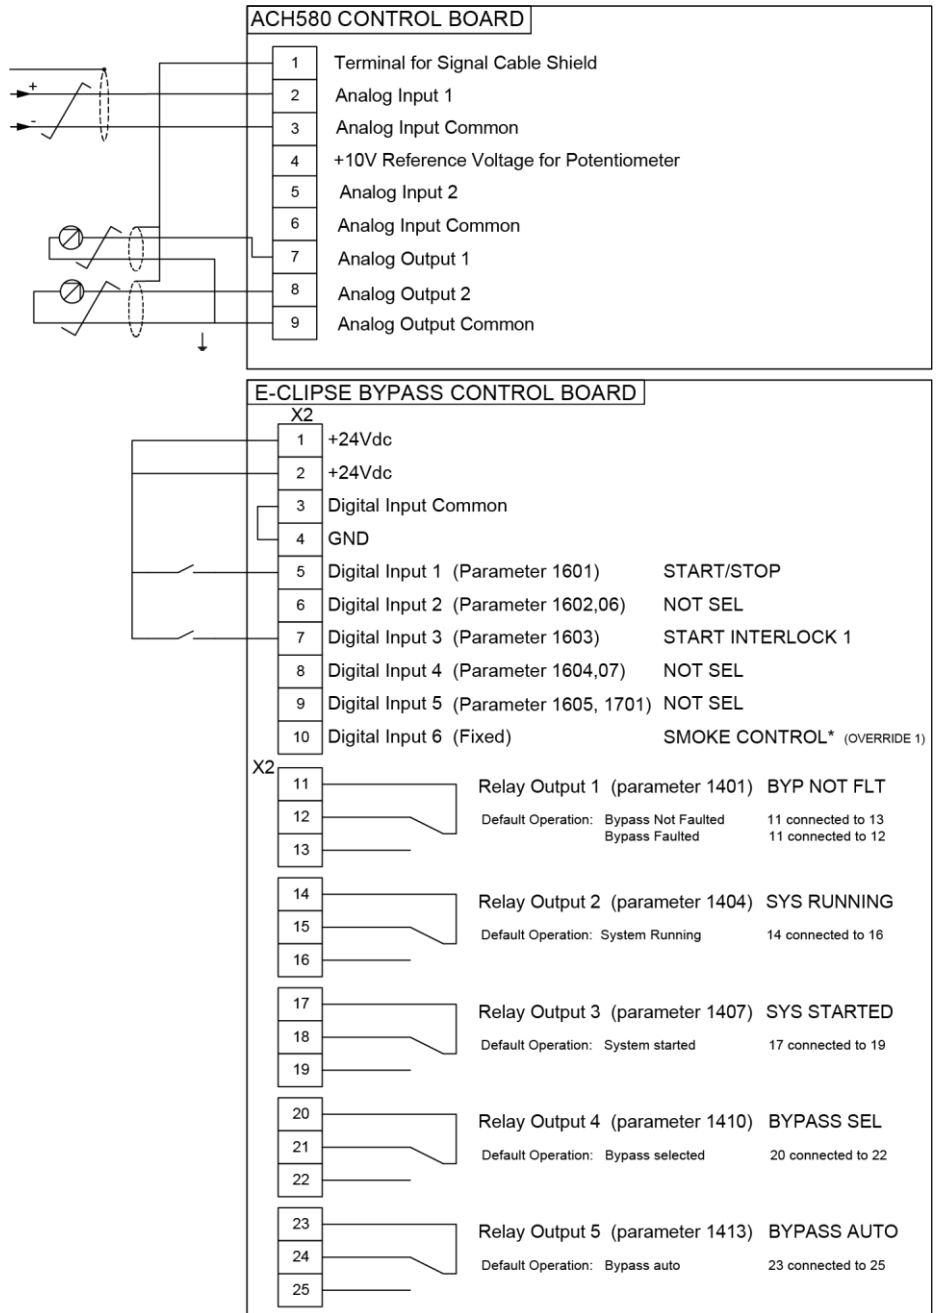 ACH580 CONTROL BOARD
1 Terminal for Signal Cable Shield
+ 2 Analog Input 1
- 3 Analog Input Common
4 +10V Reference Voltage for Potentiometer
5 Analog Input 2
6 Analog Input Common
7 Analog Output 1
8 Analog Output 2
9 Analog Output Common
E-CLIPSE BYPASS CONTROL BOARD
X2
1 +24Vdc
2 +24Vdc
3 Digital Input Common
4 GND
5 Digital Input 1 (Parameter 1601) START/STOP
6 Digital Input 2 (Parameter 1602,06) NOT SEL
7 Digital Input 3 (Parameter 1603) START INTERLOCK 1
8 Digital Input 4 (Parameter 1604,07) NOT SEL
9 Digital Input 5 (Parameter 1605, 1701) NOT SEL
10 Digital Input 6 (Fixed) SMOKE CONTROL* (OVERRIDE 1)
X2
11 Relay Output 1 (parameter 1401) BYP NOT FLT
12 Default Operation: Bypass Not Faulted 11 connected to 13
Bypass Faulted 11 connected to 12
13
14 Relay Output 2 (parameter 1404) SYS RUNNING
15 Default Operation: System Running 14 connected to 16
16
17 Relay Output 3 (parameter 1407) SYS STARTED
18 Default Operation: System started 17 connected to 19
19
20 Relay Output 4 (parameter 1410) BYPASS SEL
21 Default Operation: Bypass selected 20 connected to 22
22
23 Relay Output 5 (parameter 1413) BYPASS AUTO
24 Default Operation: Bypass auto 23 connected to 25
25